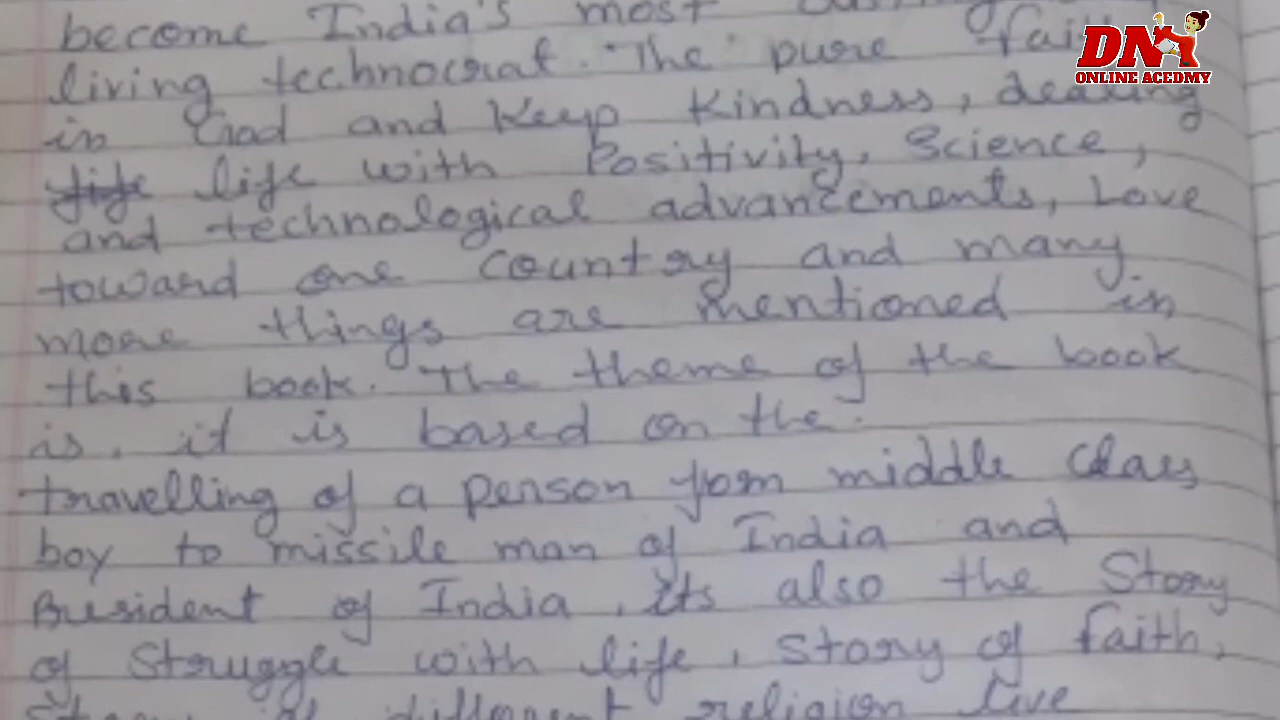 become India's most
living technocrat. The pure
in God and Keep Kindness, dealing
life life with Positivity, Science,
and technological advancements, Love
toward one country and many
more things are mentioned in
this book. The theme of the book
is. it is based on the.
travelling of a person from middle class
boy to missile man of India and
President of India, its also the Story
of Struggle with life, Story of faith,
different religion live
DNA
ONLINE ACEDMY